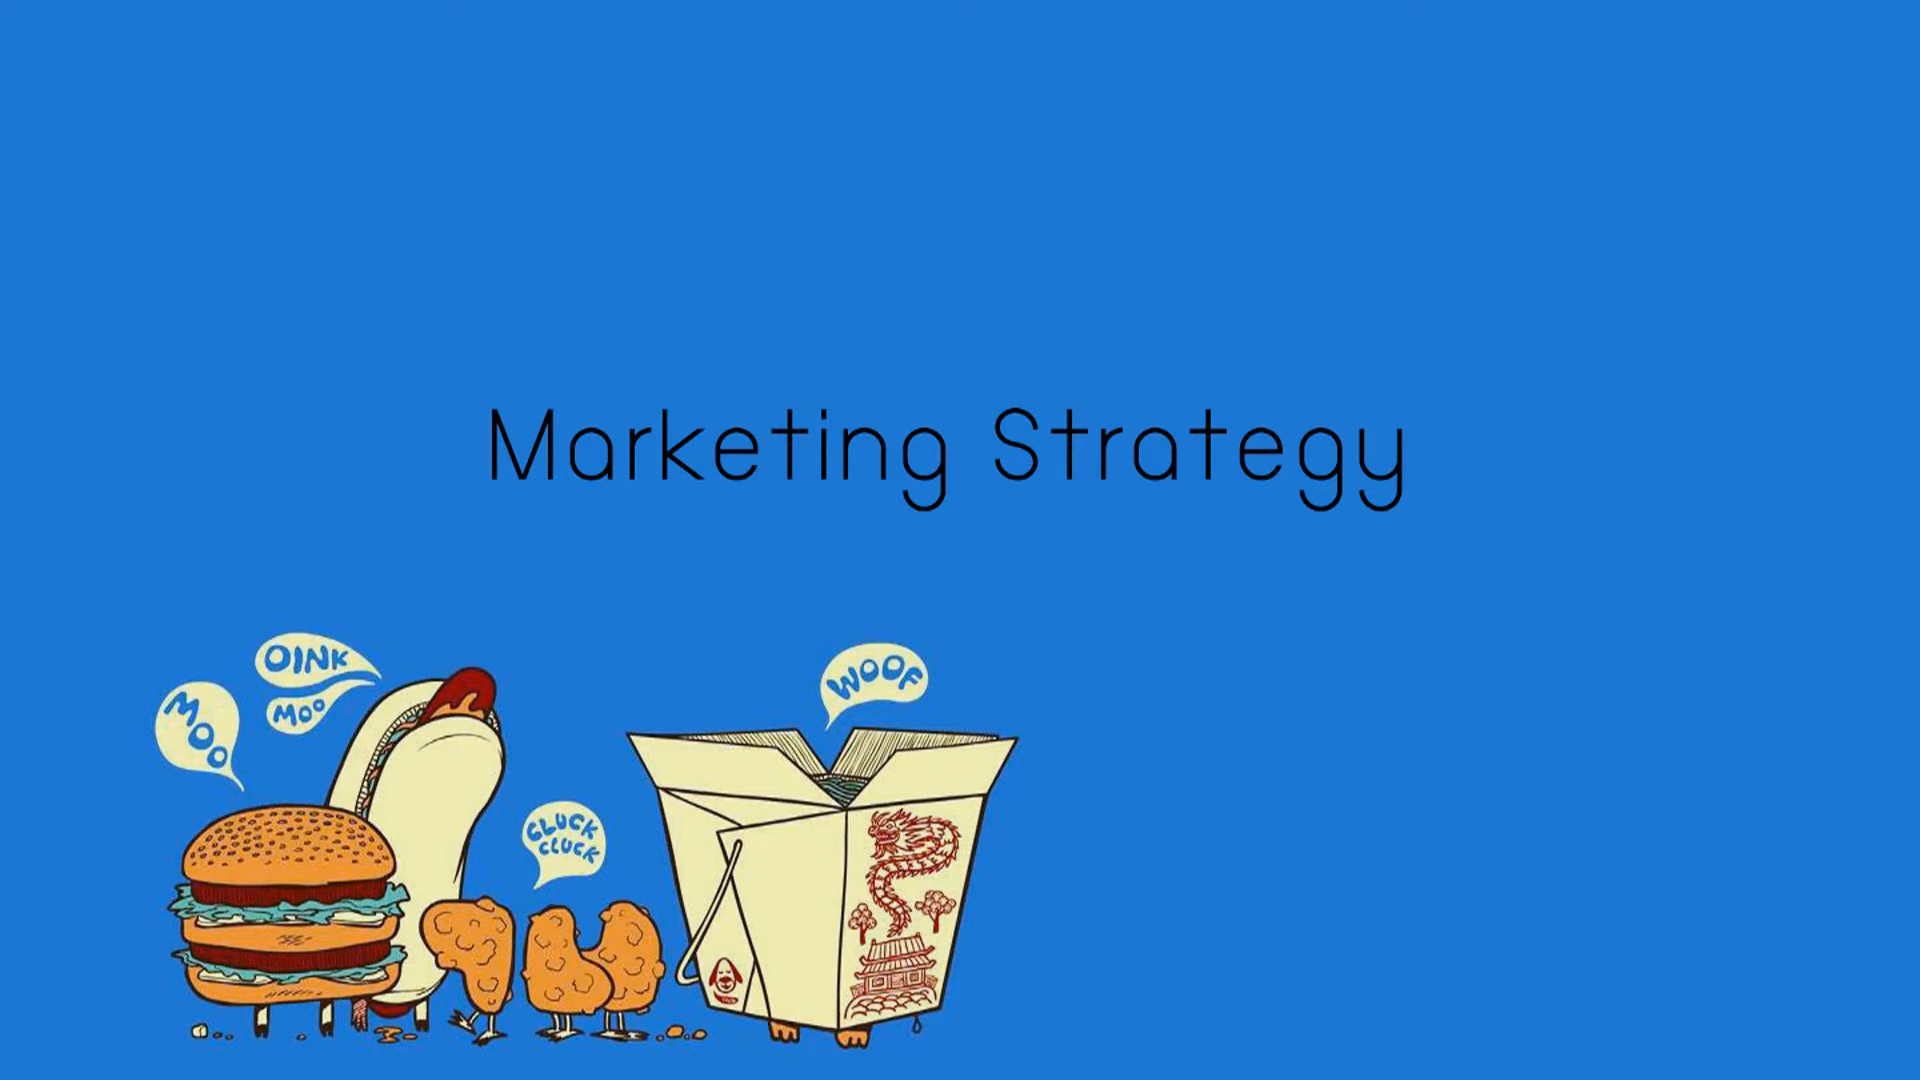 Marketing Strategy
OINK
MOO
MOO
WOOF
CLUCK
CLUCK